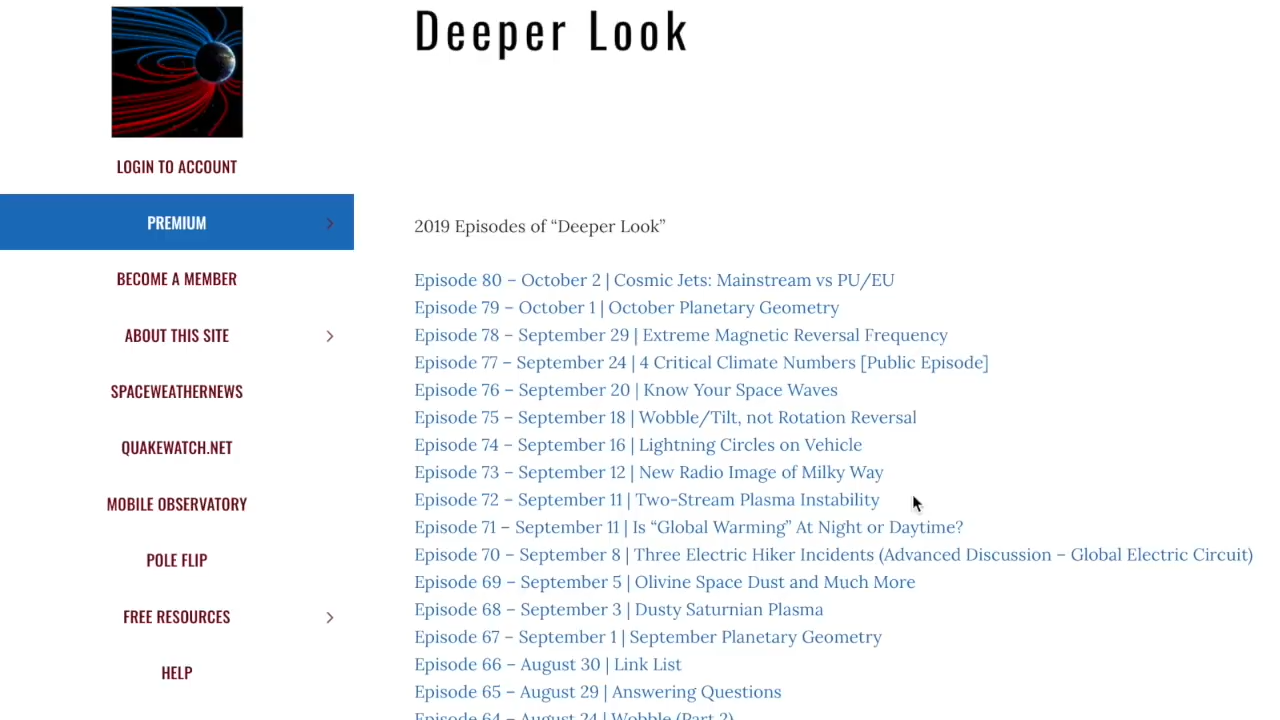 Deeper Look
LOGIN TO ACCOUNT
PREMIUM
BECOME A MEMBER
ABOUT THIS SITE
SPACEWEATHERNEWS
QUAKEWATCH.NET
MOBILE OBSERVATORY
POLE FLIP
FREE RESOURCES
HELP
2019 Episodes of “Deeper Look”
Episode 80 – October 2 | Cosmic Jets: Mainstream vs PU/EU
Episode 79 – October 1 | October Planetary Geometry
Episode 78 – September 29 | Extreme Magnetic Reversal Frequency
Episode 77 – September 24 | 4 Critical Climate Numbers [Public Episode]
Episode 76 – September 20 | Know Your Space Waves
Episode 75 – September 18 | Wobble/Tilt, not Rotation Reversal
Episode 74 – September 16 | Lightning Circles on Vehicle
Episode 73 – September 12 | New Radio Image of Milky Way
Episode 72 – September 11 | Two-Stream Plasma Instability
Episode 71 – September 11 | Is “Global Warming” At Night or Daytime?
Episode 70 – September 8 | Three Electric Hiker Incidents (Advanced Discussion – Global Electric Circuit)
Episode 69 – September 5 | Olivine Space Dust and Much More
Episode 68 – September 3 | Dusty Saturnian Plasma
Episode 67 – September 1 | September Planetary Geometry
Episode 66 – August 30 | Link List
Episode 65 – August 29 | Answering Questions
Episode 64 – August 24 | Wobble (Part 2)